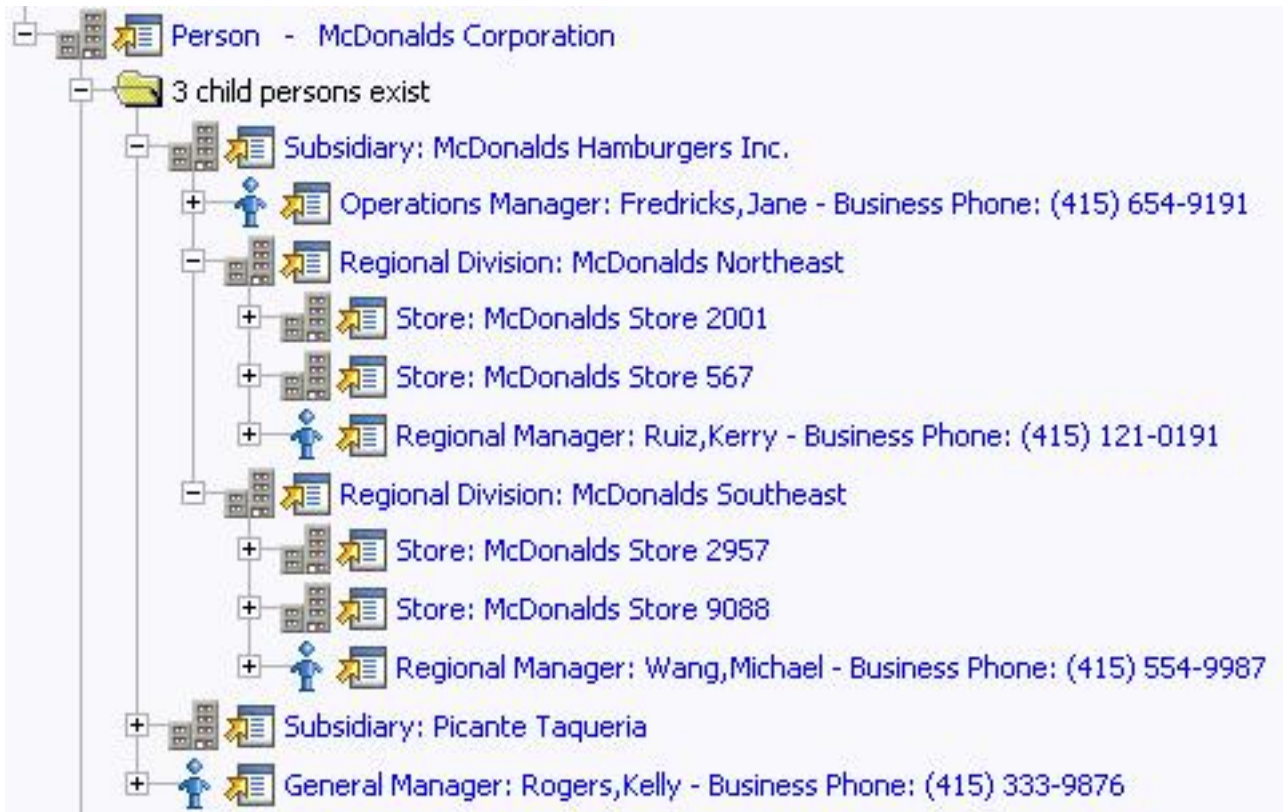 Person - McDonalds Corporation
3 child persons exist
Subsidiary: McDonalds Hamburgers Inc.
Operations Manager: Fredricks,Jane - Business Phone: (415) 654-9191
Regional Division: McDonalds Northeast
Store: McDonalds Store 2001
Store: McDonalds Store 567
Regional Manager: Ruiz,Kerry - Business Phone: (415) 121-0191
Regional Division: McDonalds Southeast
Store: McDonalds Store 2957
Store: McDonalds Store 9088
Regional Manager: Wang,Michael - Business Phone: (415) 554-9987
Subsidiary: Picante Taqueria
General Manager: Rogers,Kelly - Business Phone: (415) 333-9876